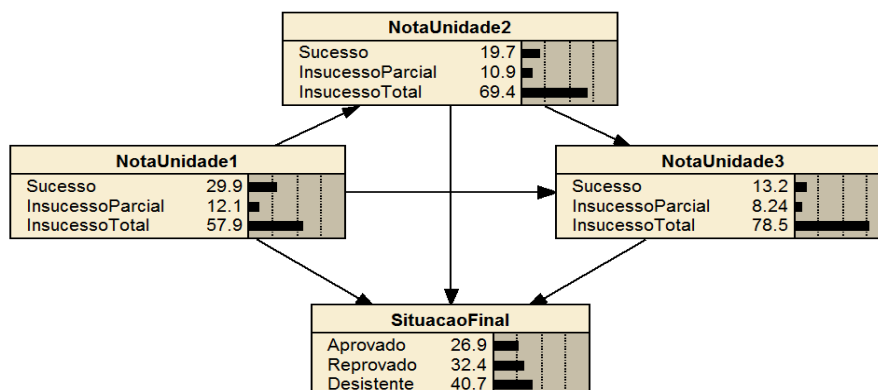 NotaUnidade2
Sucesso 19.7
InsucessoParcial 10.9
InsucessoTotal 69.4
NotaUnidade1
Sucesso 29.9
InsucessoParcial 12.1
InsucessoTotal 57.9
NotaUnidade3
Sucesso 13.2
InsucessoParcial 8.24
InsucessoTotal 78.5
SituacaoFinal
Aprovado 26.9
Reprovado 32.4
Desistente 40.7